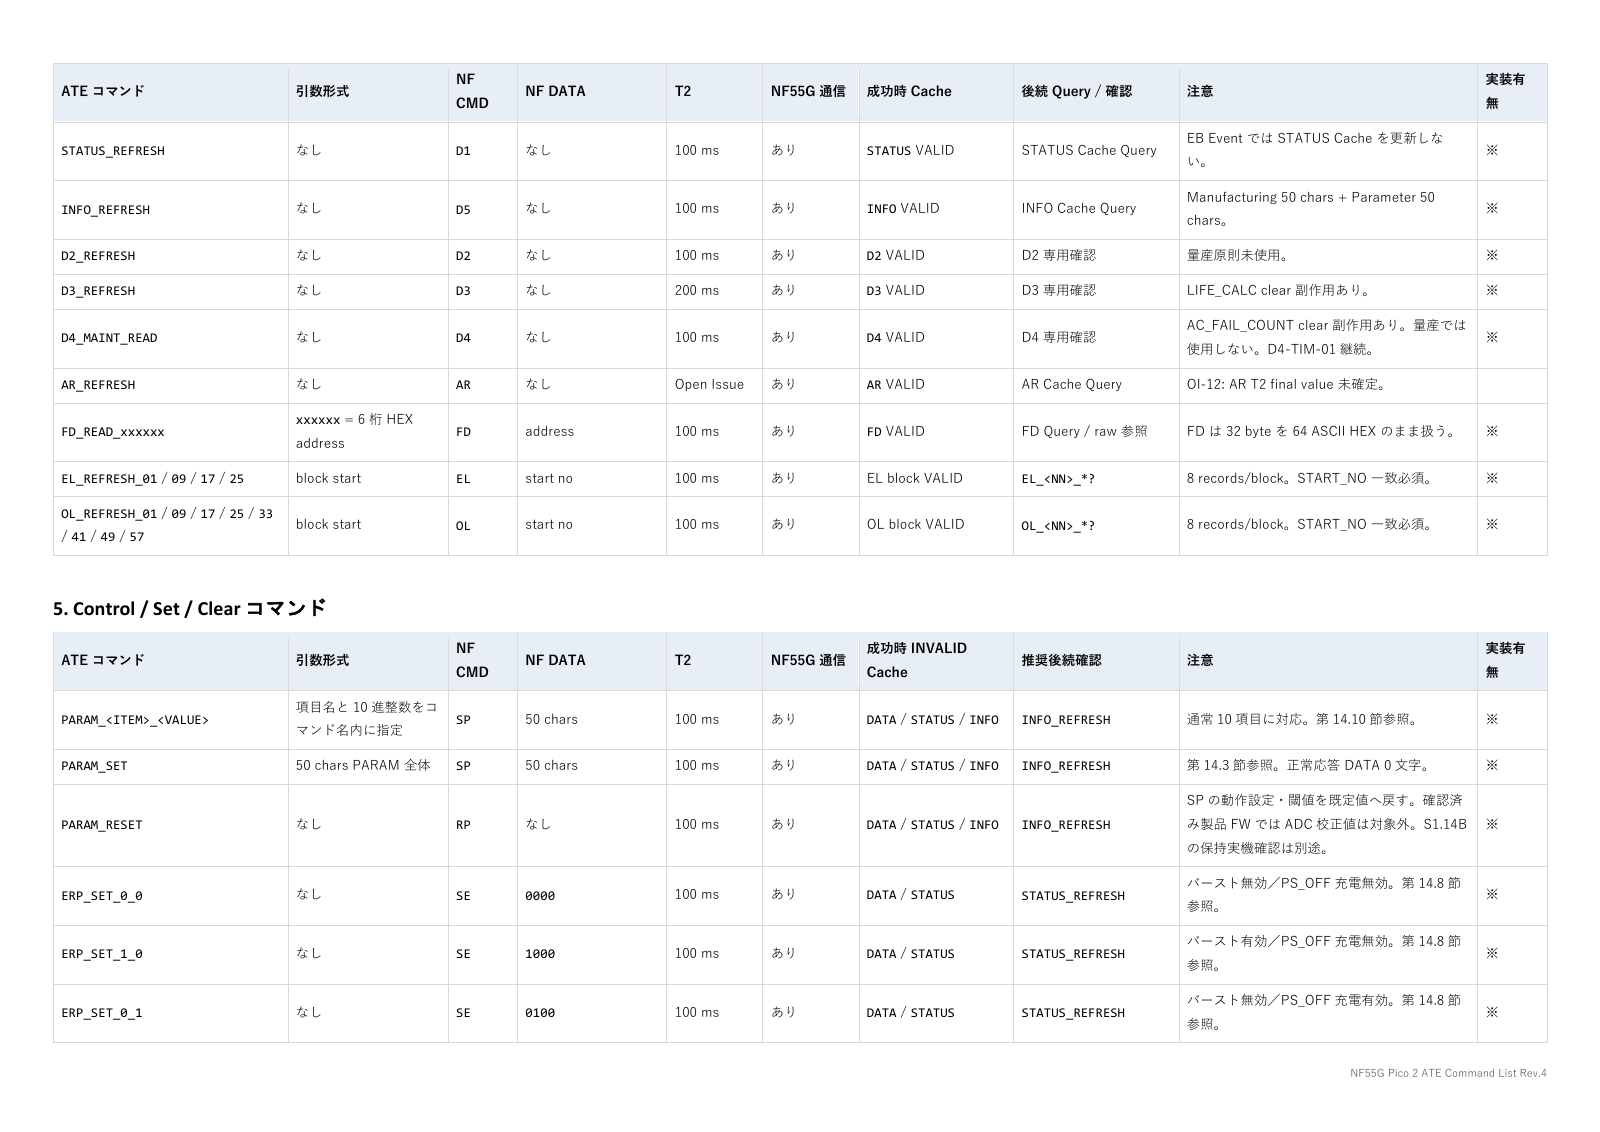 ATE コマンド 引数形式 NF CMD NF DATA T2 NF55G 通信 成功時 Cache 後続 Query / 確認 注意 実装有無
STATUS_REFRESH なし D1 なし 100 ms あり STATUS VALID STATUS Cache Query EB Event では STATUS Cache を更新しない。 ※
INFO_REFRESH なし D5 なし 100 ms あり INFO VALID INFO Cache Query Manufacturing 50 chars + Parameter 50 chars。 ※
D2_REFRESH なし D2 なし 100 ms あり D2 VALID D2 専用確認 量産原則未使用。 ※
D3_REFRESH なし D3 なし 200 ms あり D3 VALID D3 専用確認 LIFE_CALC clear 副作用あり。 ※
D4_MAINT_READ なし D4 なし 100 ms あり D4 VALID D4 専用確認 AC_FAIL_COUNT clear 副作用あり。量産では使用しない。D4-TIM-01 継続。 ※
AR_REFRESH なし AR なし Open Issue あり AR VALID AR Cache Query OI-12: AR T2 final value 未確定。
FD_READ_xxxxxx xxxxxx = 6 桁 HEX address FD address 100 ms あり FD VALID FD Query / raw 参照 FD は 32 byte を 64 ASCII HEX のまま扱う。 ※
EL_REFRESH_01 / 09 / 17 / 25 block start EL start no 100 ms あり EL block VALID EL_<NN>_*? 8 records/block。START_NO 一致必須。 ※
OL_REFRESH_01 / 09 / 17 / 25 / 33 / 41 / 49 / 57 block start OL start no 100 ms あり OL block VALID OL_<NN>_*? 8 records/block。START_NO 一致必須。 ※
5. Control / Set / Clear コマンド
ATE コマンド 引数形式 NF CMD NF DATA T2 NF55G 通信 成功時 INVALID Cache 推奨後続確認 注意 実装有無
PARAM_<ITEM>_<VALUE> 項目名と 10 進整数をコマンド名内に指定 SP 50 chars 100 ms あり DATA / STATUS / INFO INFO_REFRESH 通常 10 項目に対応。第 14.10 節参照。 ※
PARAM_SET 50 chars PARAM 全体 SP 50 chars 100 ms あり DATA / STATUS / INFO INFO_REFRESH 第 14.3 節参照。正常応答 DATA 0 文字。 ※
PARAM_RESET なし RP なし 100 ms あり DATA / STATUS / INFO INFO_REFRESH SP の動作設定・閾値を既定値へ戻す。確認済み製品 FW では ADC 校正値は対象外。S1.14B の保持実機確認は別途。 ※
ERP_SET_0_0 なし SE 0000 100 ms あり DATA / STATUS STATUS_REFRESH バースト無効／PS_OFF 充電無効。第 14.8 節参照。 ※
ERP_SET_1_0 なし SE 1000 100 ms あり DATA / STATUS STATUS_REFRESH バースト有効／PS_OFF 充電無効。第 14.8 節参照。 ※
ERP_SET_0_1 なし SE 0100 100 ms あり DATA / STATUS STATUS_REFRESH バースト無効／PS_OFF 充電有効。第 14.8 節参照。 ※
NF55G Pico 2 ATE Command List Rev.4